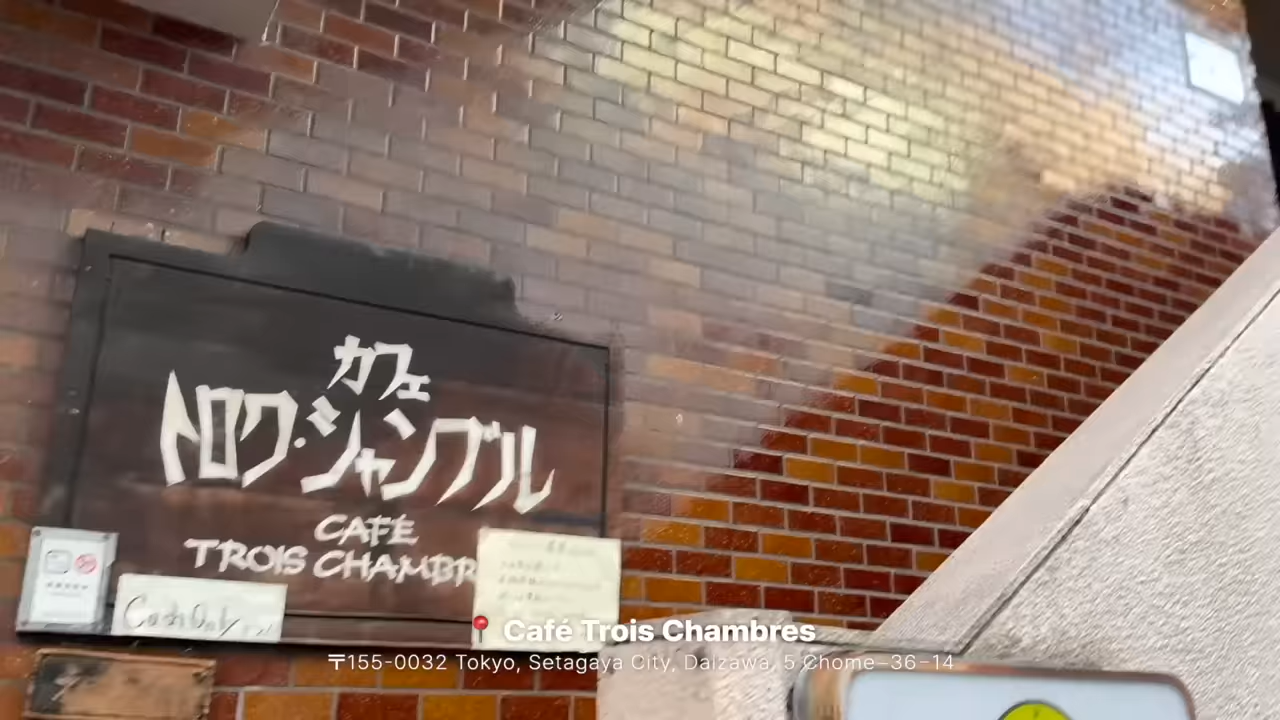 カフェ
トロワ・シャンブル
CAFÉ
TROIS CHAMBR
Cash Only
📍 Café Trois Chambres
〒155-0032 Tokyo, Setagaya City, Daizawa, 5 Chome−36−14